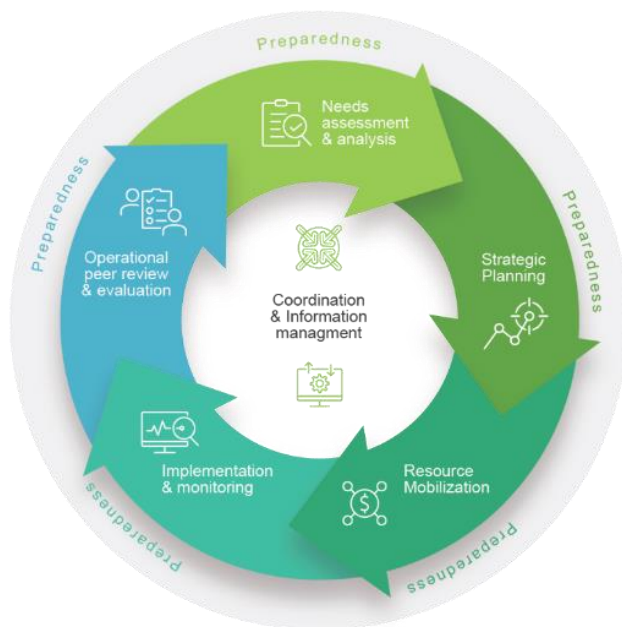 Preparedness
Needs
assessment
& analysis
Preparedness
Strategic
Planning
Preparedness
Resource
Mobilization
Preparedness
Implementation
& monitoring
Preparedness
Operational
peer review
& evaluation
Coordination
& Information
managment